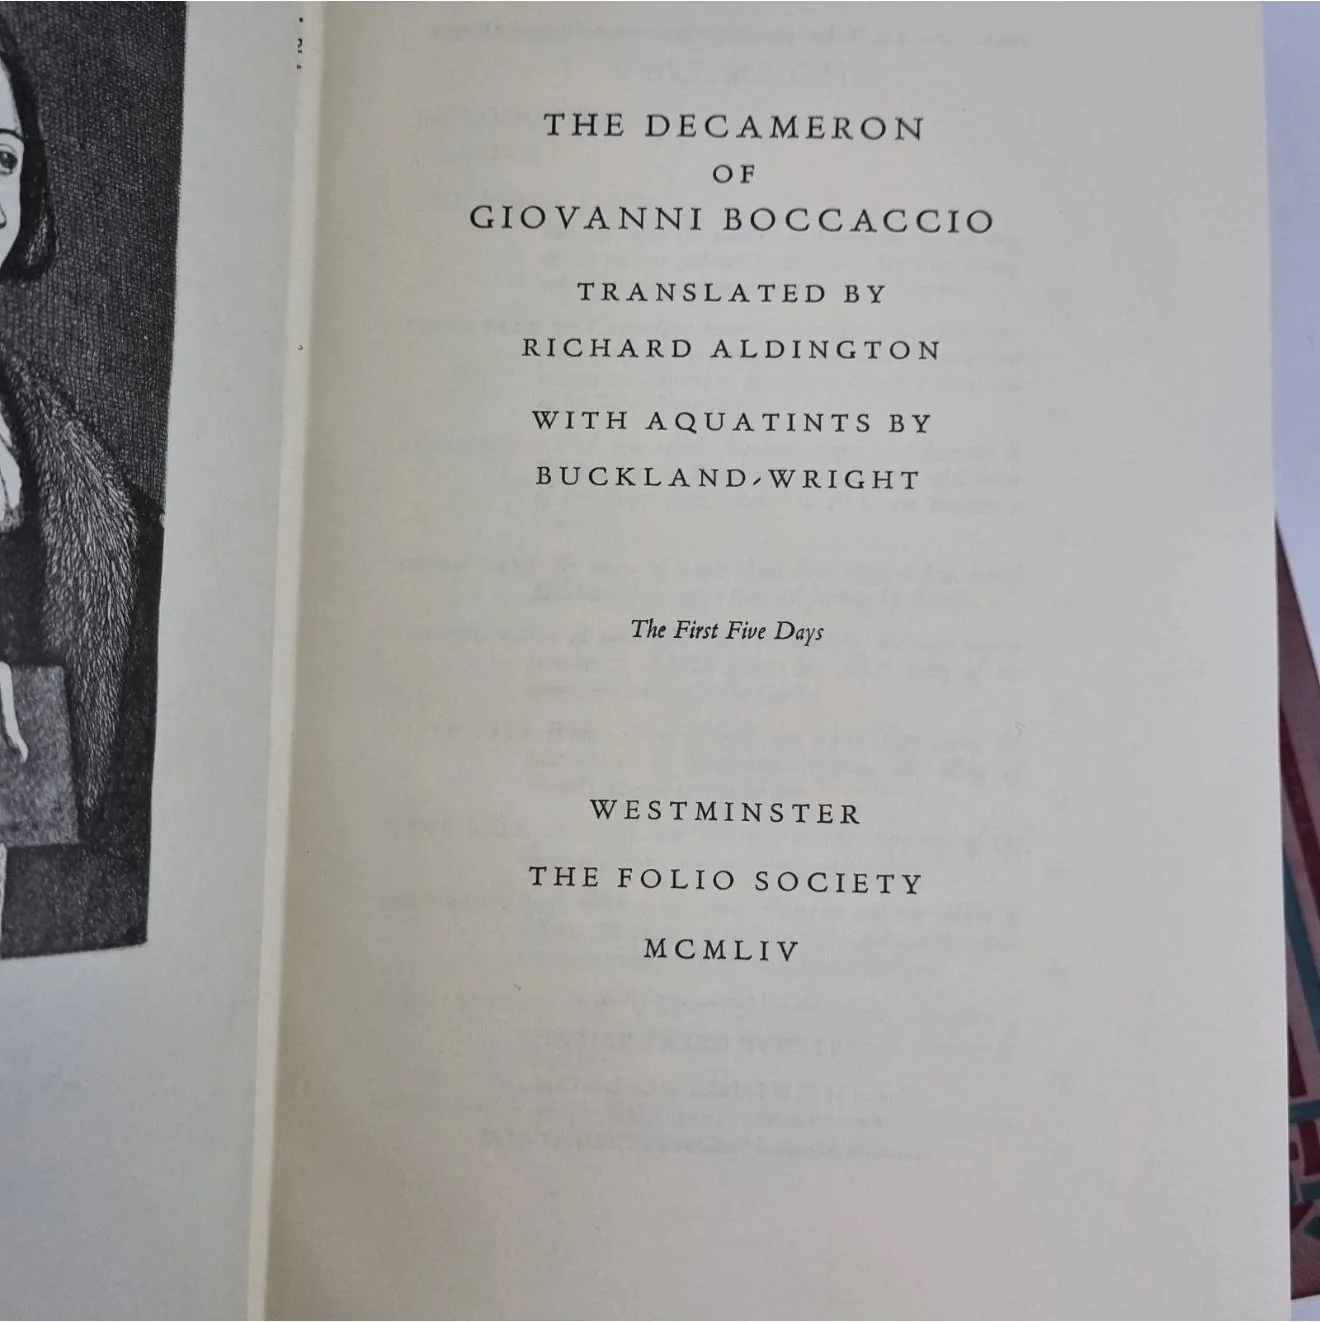 THE DECAMERON
OF
GIOVANNI BOCCACCIO
TRANSLATED BY
RICHARD ALDINGTON
WITH AQUATINTS BY
BUCKLAND-WRIGHT
The First Five Days
WESTMINSTER
THE FOLIO SOCIETY
MCMLIV